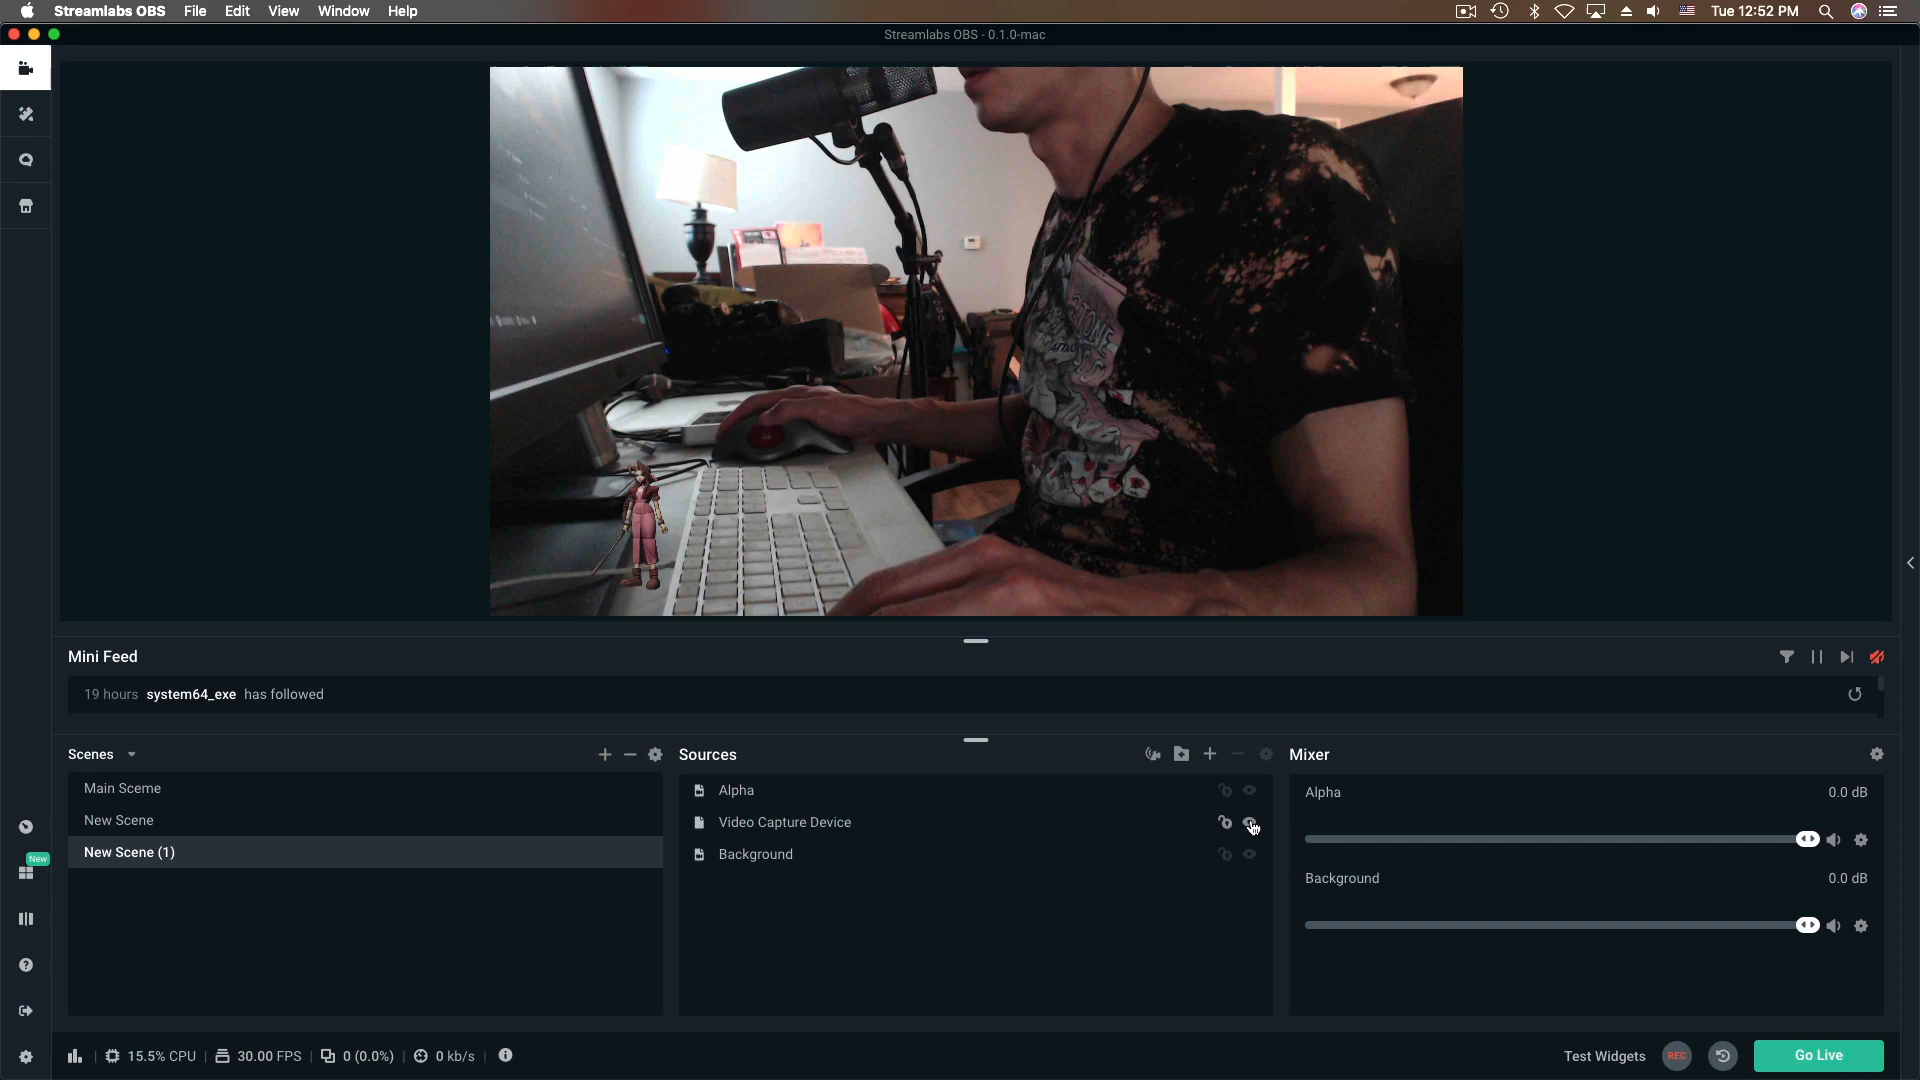 Streamlabs OBS File Edit View Window Help Tue 12:52 PM
Streamlabs OBS - 0.1.0-mac
Mini Feed
19 hours system64_exe has followed
Scenes Sources Mixer
Main Sceme
New Scene
New Scene (1)
Alpha
Video Capture Device
Background
Alpha 0.0 dB
Background 0.0 dB
New
15.5% CPU 30.00 FPS 0 (0.0%) 0 kb/s Test Widgets REC Go Live